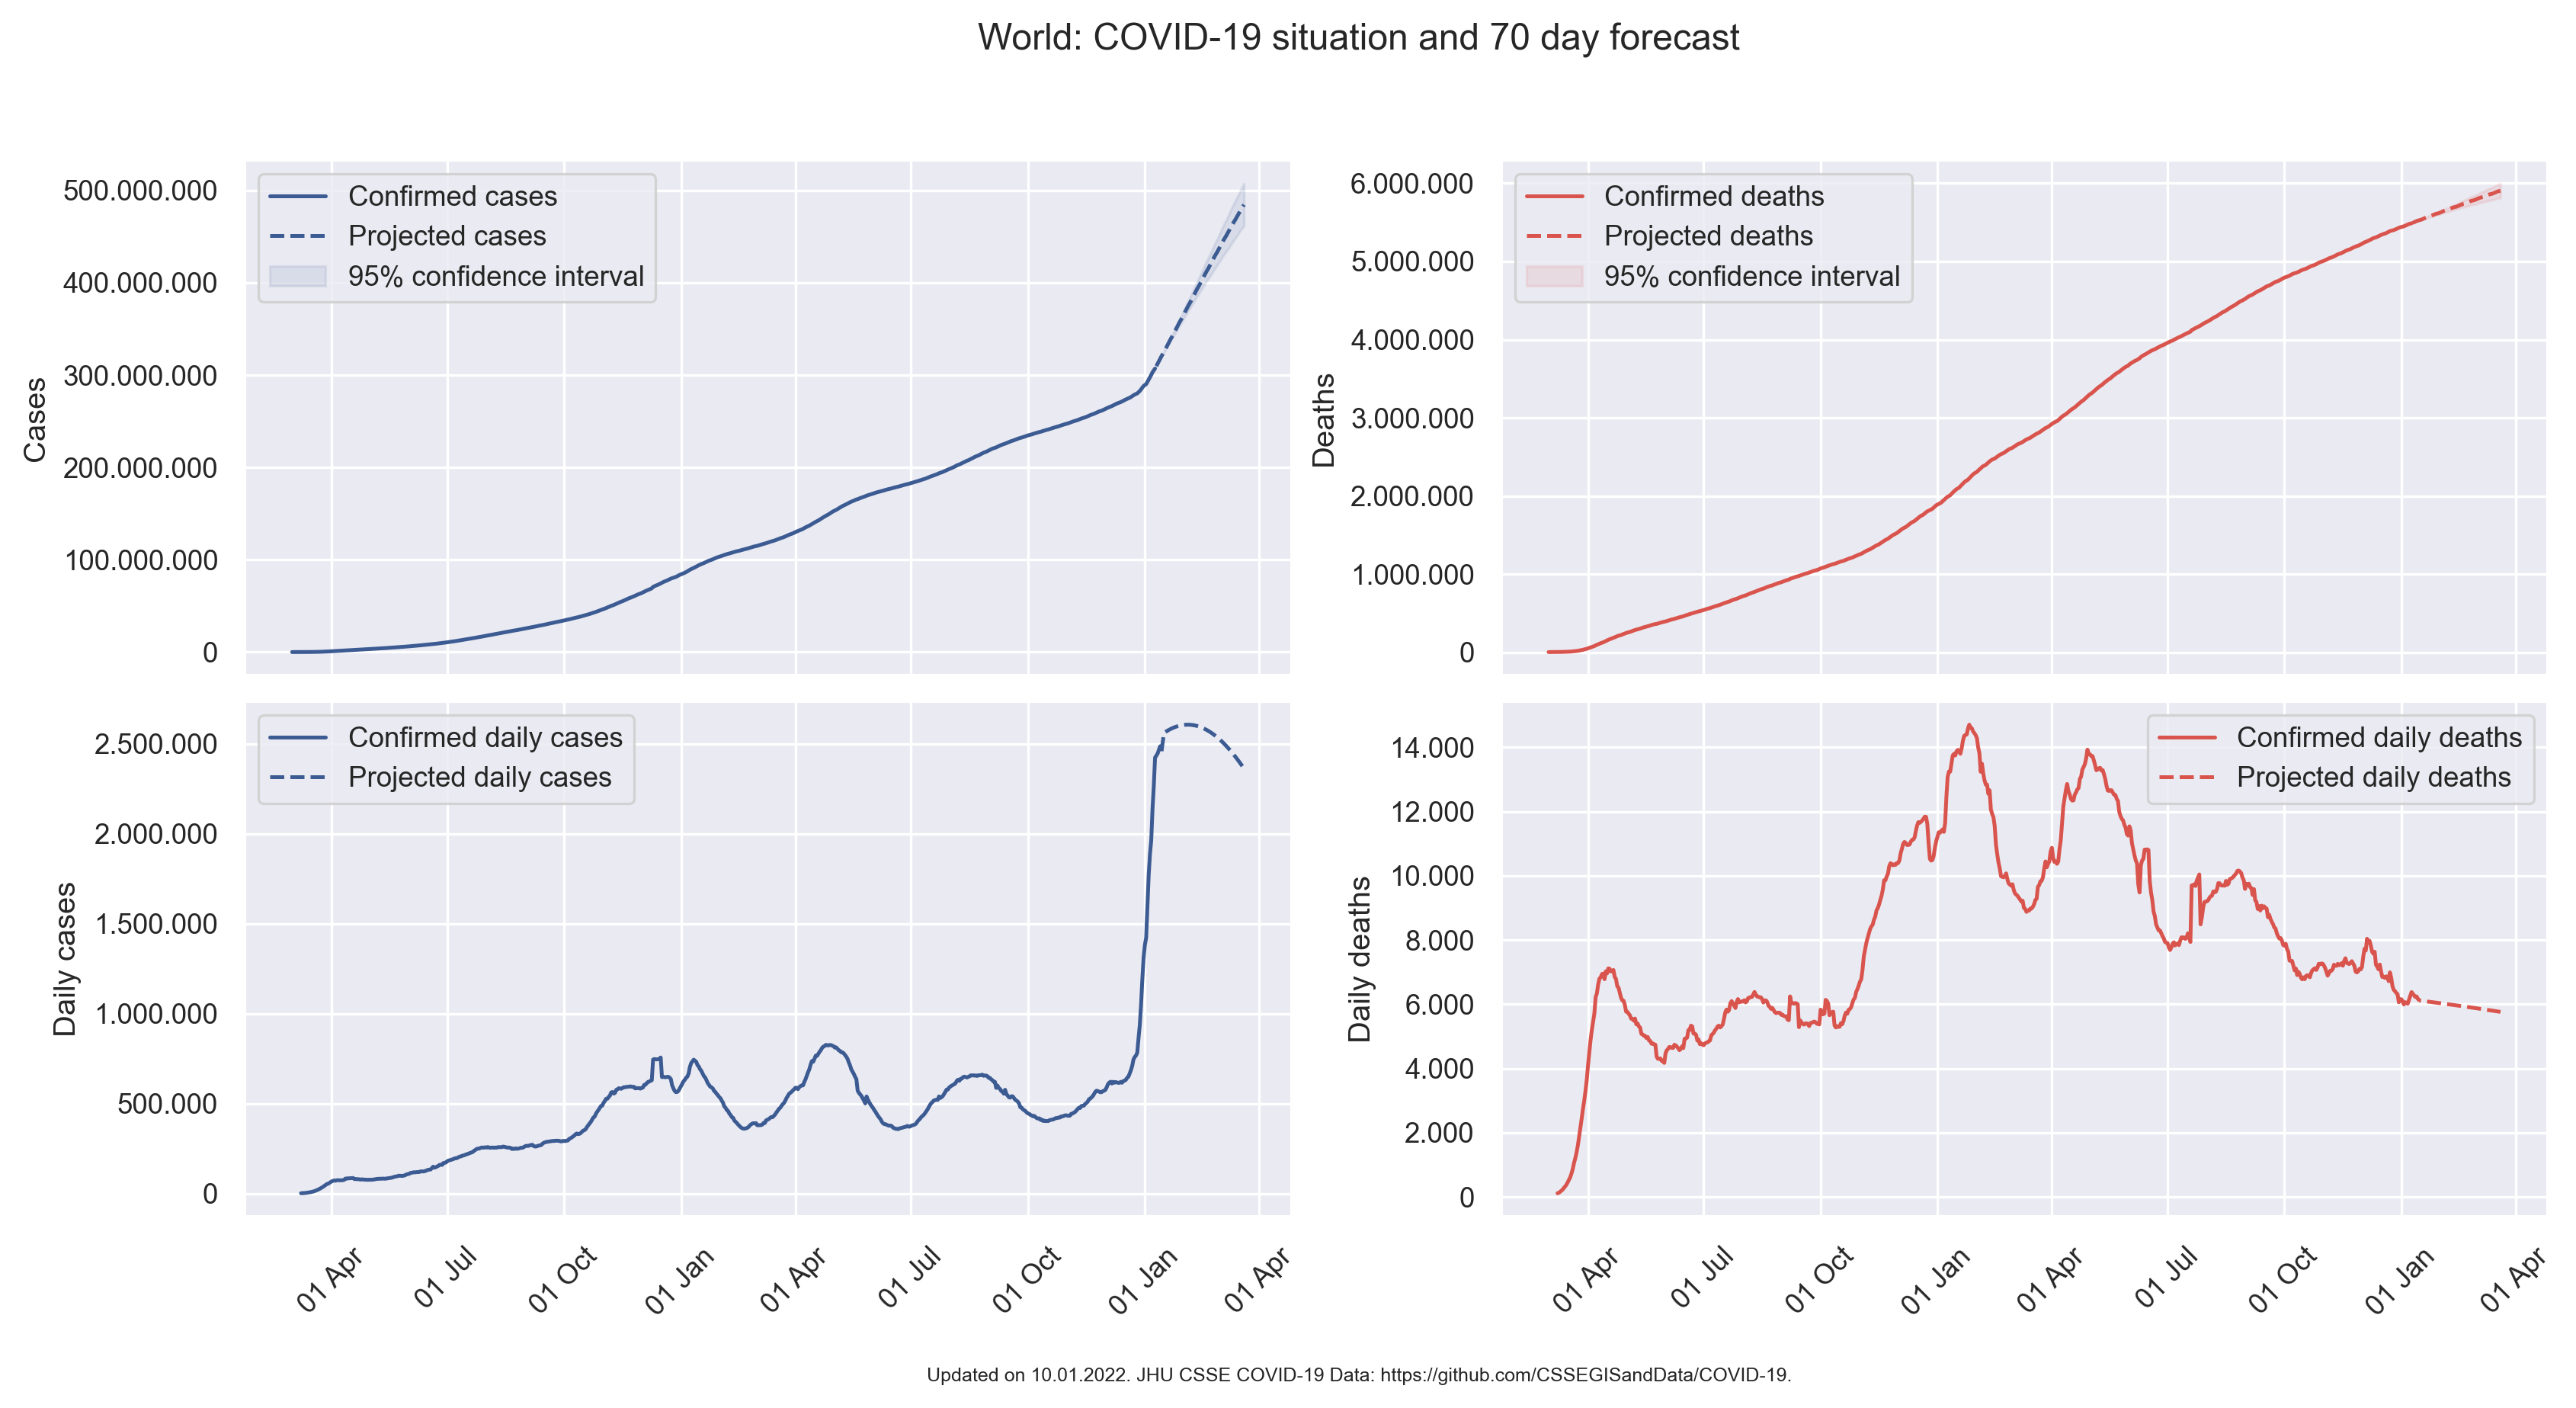 World: COVID-19 situation and 70 day forecast
Cases
500.000.000
400.000.000
300.000.000
200.000.000
100.000.000
0
Confirmed cases
Projected cases
95% confidence interval
Deaths
6.000.000
5.000.000
4.000.000
3.000.000
2.000.000
1.000.000
0
Confirmed deaths
Projected deaths
95% confidence interval
Daily cases
2.500.000
2.000.000
1.500.000
1.000.000
500.000
0
Confirmed daily cases
Projected daily cases
01 Apr
01 Jul
01 Oct
01 Jan
01 Apr
01 Jul
01 Oct
01 Jan
01 Apr
Daily deaths
14.000
12.000
10.000
8.000
6.000
4.000
2.000
0
Confirmed daily deaths
Projected daily deaths
01 Apr
01 Jul
01 Oct
01 Jan
01 Apr
01 Jul
01 Oct
01 Jan
01 Apr
Updated on 10.01.2022. JHU CSSE COVID-19 Data: https://github.com/CSSEGISandData/COVID-19.